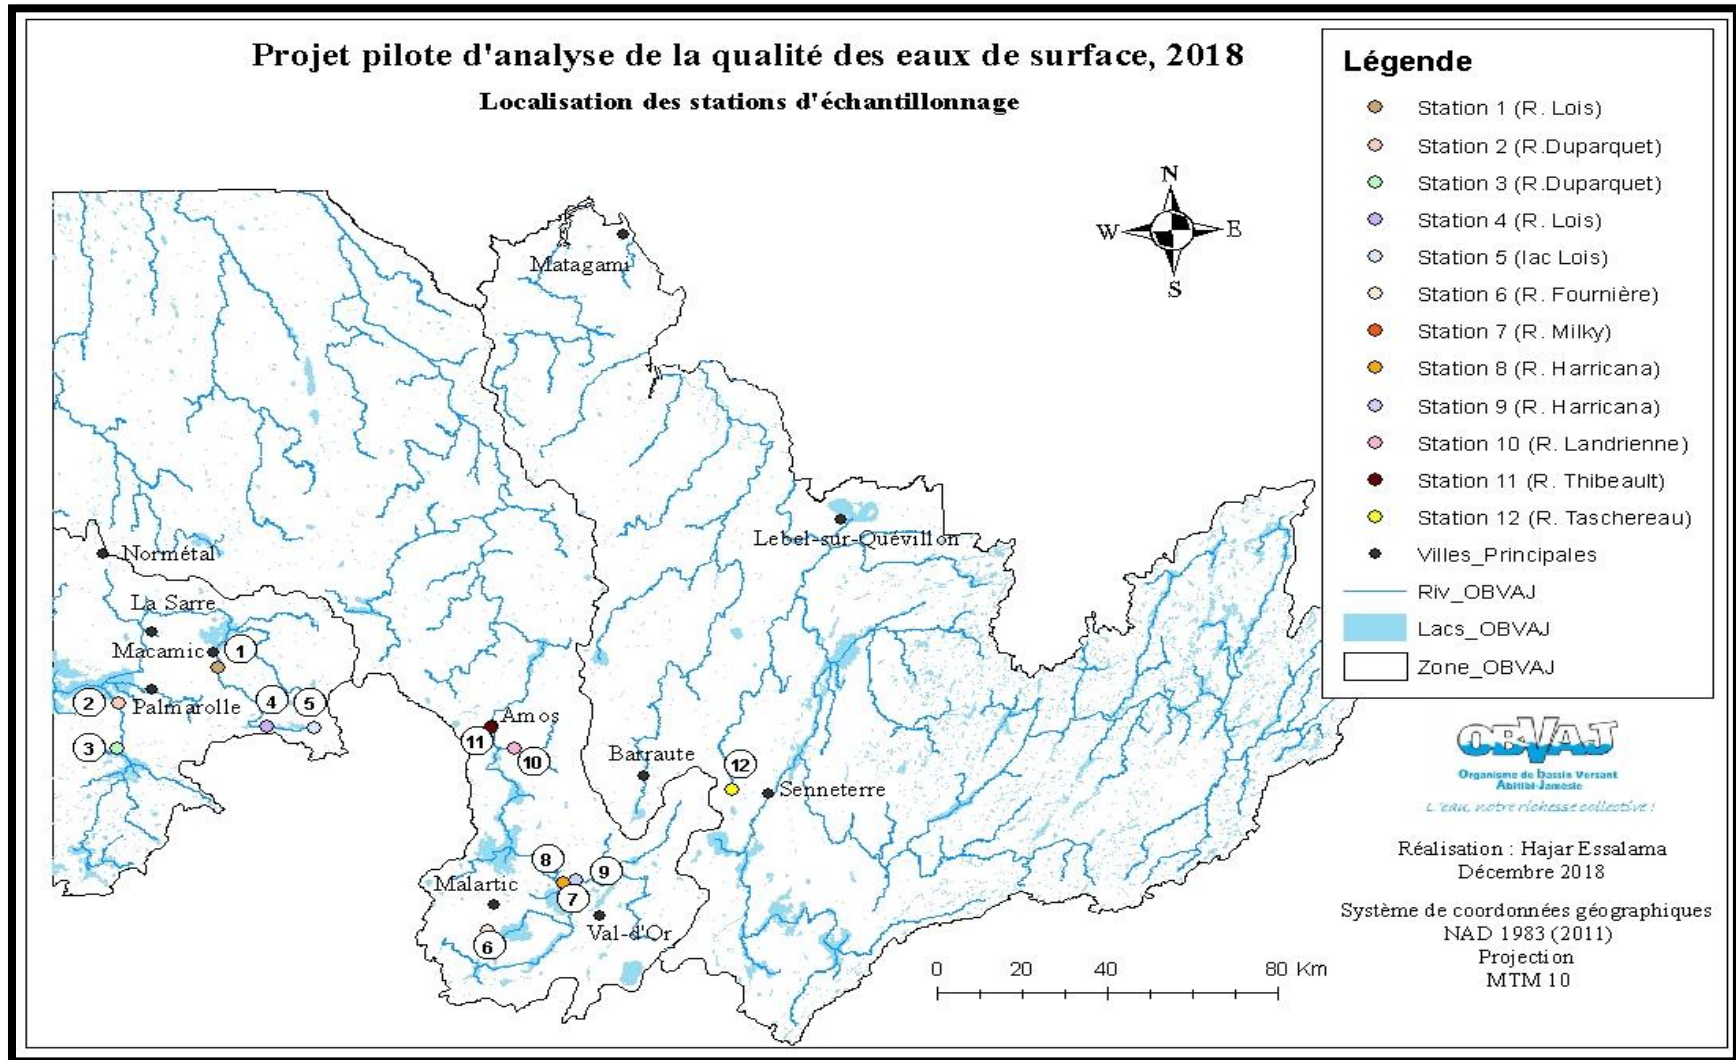 Projet pilote d'analyse de la qualité des eaux de surface, 2018
Localisation des stations d'échantillonnage
N
W
E
S
Matagami
Lebel-sur-Quévillon
Normétal
La Sarre
Macamic
1
2
Palmarolle
4
5
3
Amos
11
10
Barraute
12
Senneterre
8
9
Malartic
7
Val-d'Or
6
0 20 40 80 Km
Légende
Station 1 (R. Lois)
Station 2 (R.Duparquet)
Station 3 (R.Duparquet)
Station 4 (R. Lois)
Station 5 (lac Lois)
Station 6 (R. Fournière)
Station 7 (R. Milky)
Station 8 (R. Harricana)
Station 9 (R. Harricana)
Station 10 (R. Landrienne)
Station 11 (R. Thibeault)
Station 12 (R. Taschereau)
Villes_Principales
Riv_OBVAJ
Lacs_OBVAJ
Zone_OBVAJ
OBVAJ
Organisme de Bassin Versant
Abitibi-Jamésie
L'eau, notre richesse collective !
Réalisation : Hajar Essalama
Décembre 2018
Système de coordonnées géographiques
NAD 1983 (2011)
Projection
MTM 10